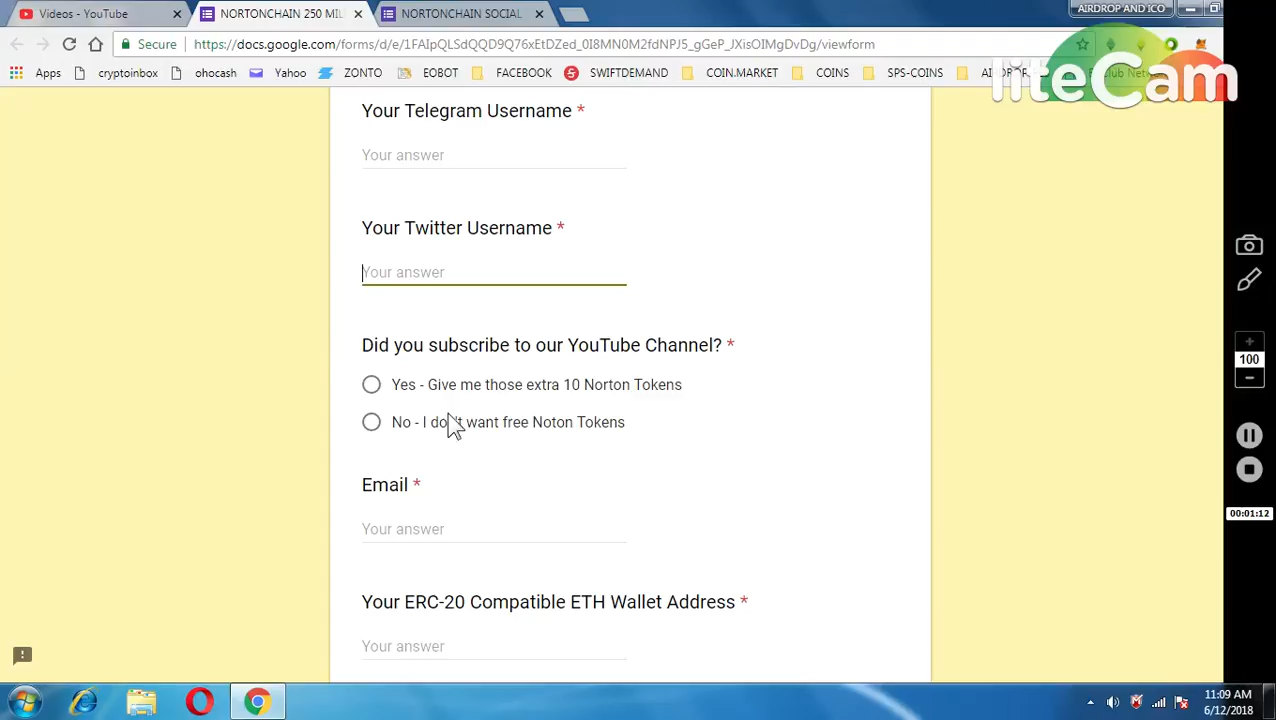 Videos - YouTube
NORTONCHAIN 250 MIL
NORTONCHAIN SOCIAL
AIRDROP AND ICO
Secure
https://docs.google.com/forms/d/e/1FAIpQLSdQQD9Q76xEtDZed_0I8MN0M2fdNPJ5_gGeP_JXisOIMgDvDg/viewform
Apps
cryptoinbox
ohocash
Yahoo
EOBOT
FACEBOOK
SWIFTDEMAND
COIN.MARKET
COINS
SPS-COINS
liteCam
Your Telegram Username *
Your answer
Your Twitter Username *
Your answer
Did you subscribe to our YouTube Channel? *
Yes - Give me those extra 10 Norton Tokens
No - I don't want free Noton Tokens
Email *
Your answer
Your ERC-20 Compatible ETH Wallet Address *
Your answer
100
00:01:12
11:09 AM
6/12/2018